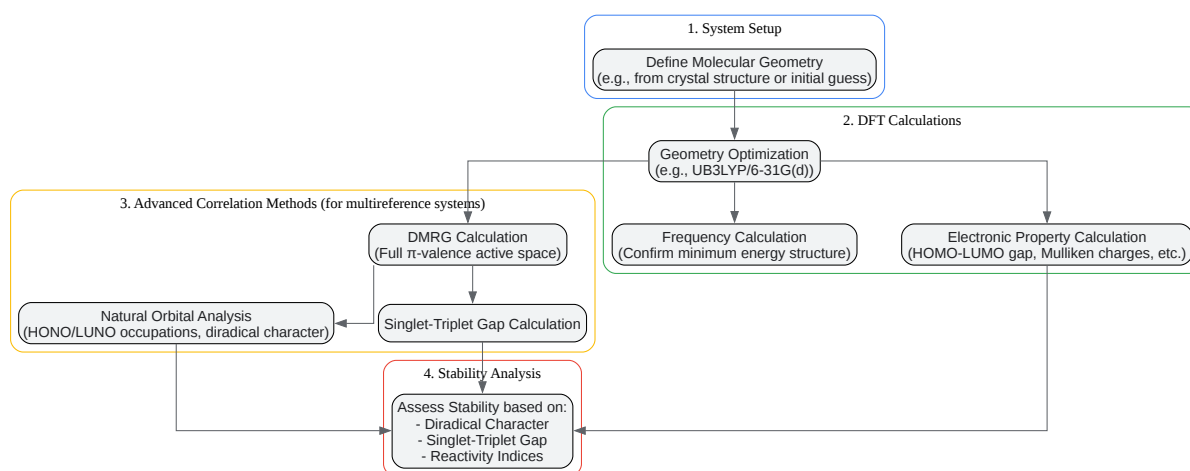 1. System Setup
Define Molecular Geometry
(e.g., from crystal structure or initial guess)
2. DFT Calculations
Geometry Optimization
(e.g., UB3LYP/6-31G(d))
3. Advanced Correlation Methods (for multireference systems)
DMRG Calculation
(Full π-valence active space)
Frequency Calculation
(Confirm minimum energy structure)
Electronic Property Calculation
(HOMO-LUMO gap, Mulliken charges, etc.)
Natural Orbital Analysis
(HONO/LUNO occupations, diradical character)
Singlet-Triplet Gap Calculation
4. Stability Analysis
Assess Stability based on:
- Diradical Character
- Singlet-Triplet Gap
- Reactivity Indices